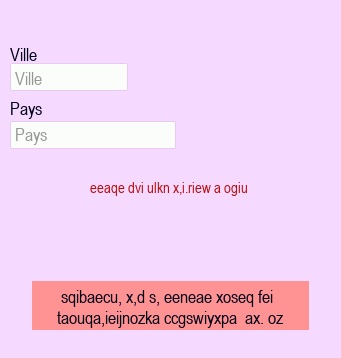 Ville
Ville
Pays
Pays
eeaqe dvi ulkn x,i.riew a ogiu
sqibaecu, x,d s, eeneae xoseq fei
taouqa,ieijnozka ccgswiyxpa  ax. oz